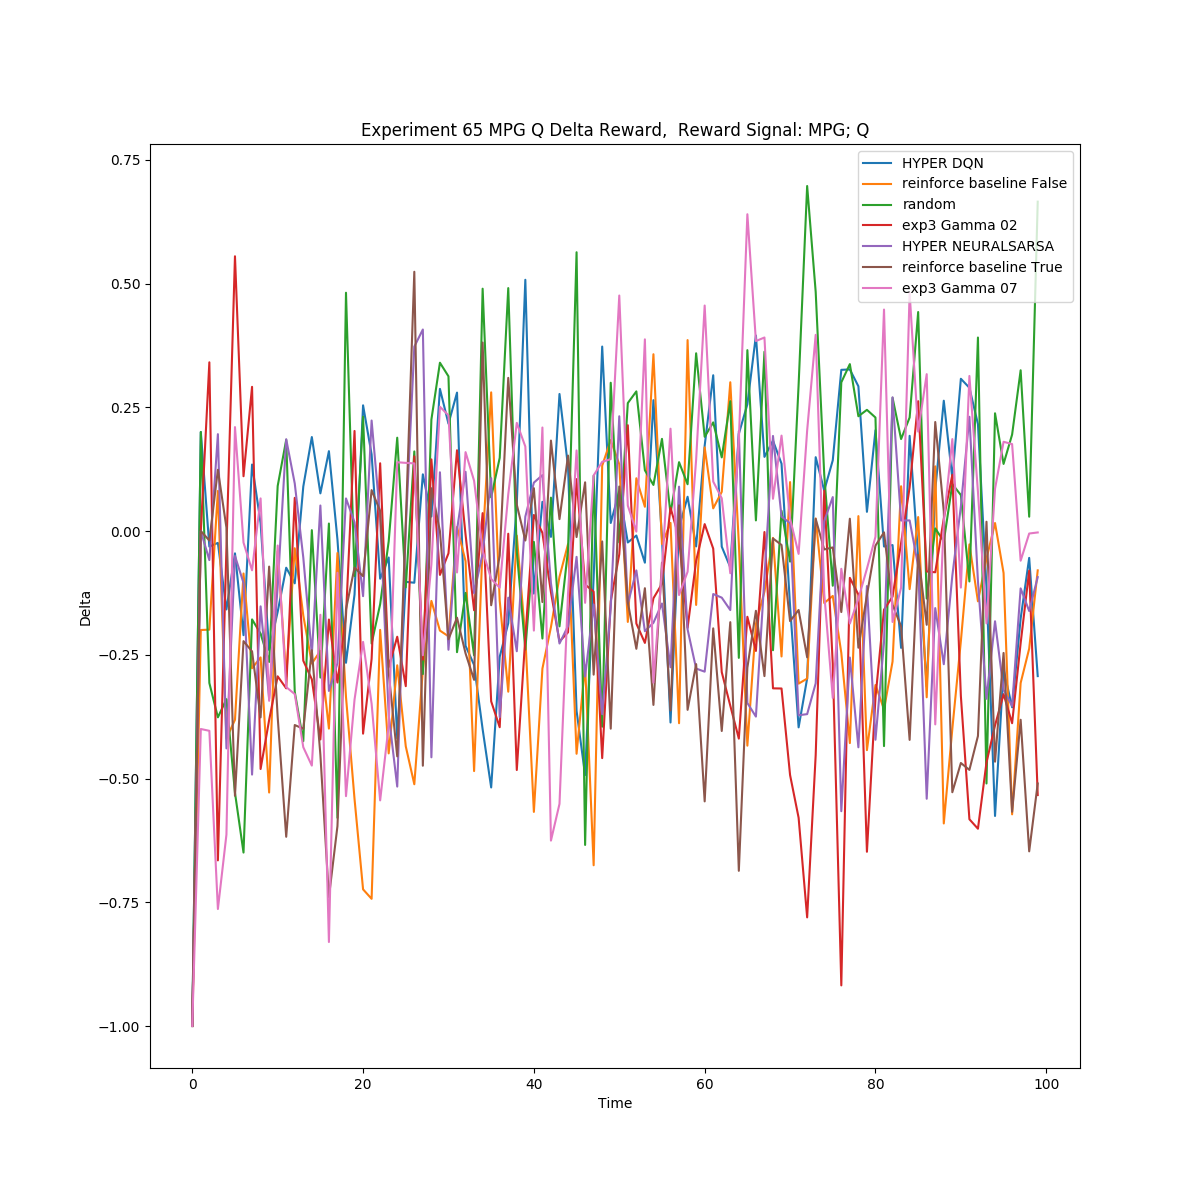 Experiment 65 MPG Q Delta Reward,  Reward Signal: MPG; Q
HYPER DQN
reinforce baseline False
random
exp3 Gamma 02
HYPER NEURALSARSA
reinforce baseline True
exp3 Gamma 07
0.75
0.50
0.25
0.00
−0.25
−0.50
−0.75
−1.00
Delta
0 20 40 60 80 100
Time